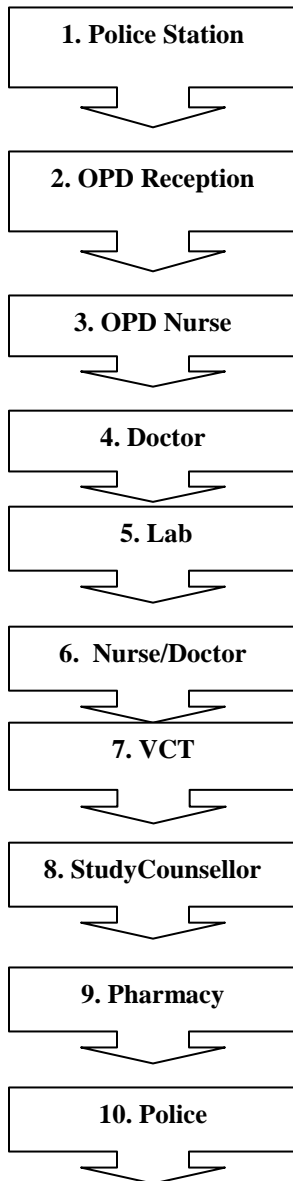 1. Police Station
2. OPD Reception
3. OPD Nurse
4. Doctor
5. Lab
6. Nurse/Doctor
7. VCT
8. StudyCounsellor
9. Pharmacy
10. Police